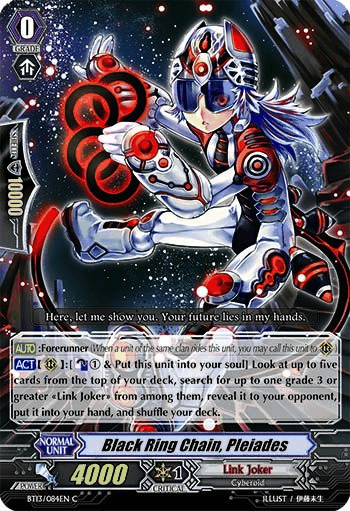 0
GRADE
10000
SHIELD
Here, let me show you. Your future lies in my hands.
AUTO :Forerunner (When a unit of the same clan rides this unit, you may call this unit to
ACT [ ]:[ ① & Put this unit into your soul] Look at up to five
cards from the top of your deck, search for up to one grade 3 or
greater «Link Joker» from among them, reveal it to your opponent,
put it into your hand, and shuffle your deck.
NORMAL
UNIT
Black Ring Chain, Pleiades
POWER
4000
1
CRITICAL
Link Joker
Cyberoid
BT13/084EN C
ILLUST / 伊藤未生